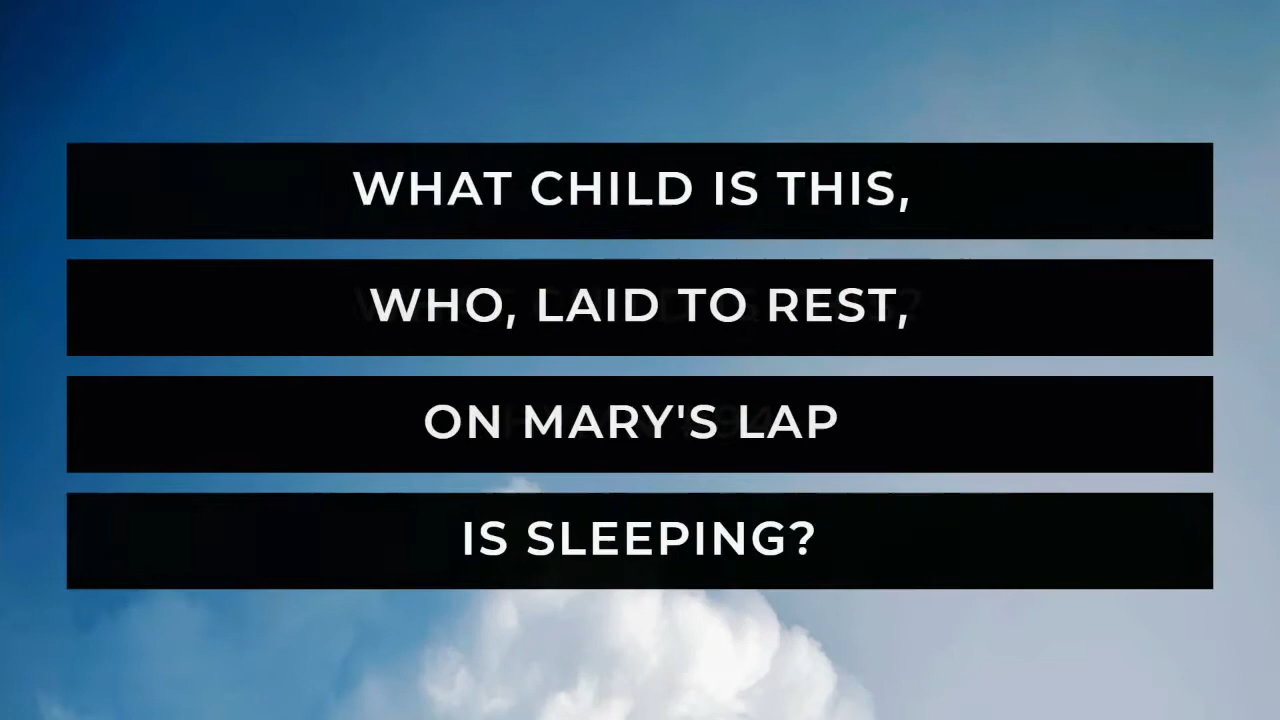 WHAT CHILD IS THIS,
WHO, LAID TO REST,
ON MARY'S LAP
IS SLEEPING?